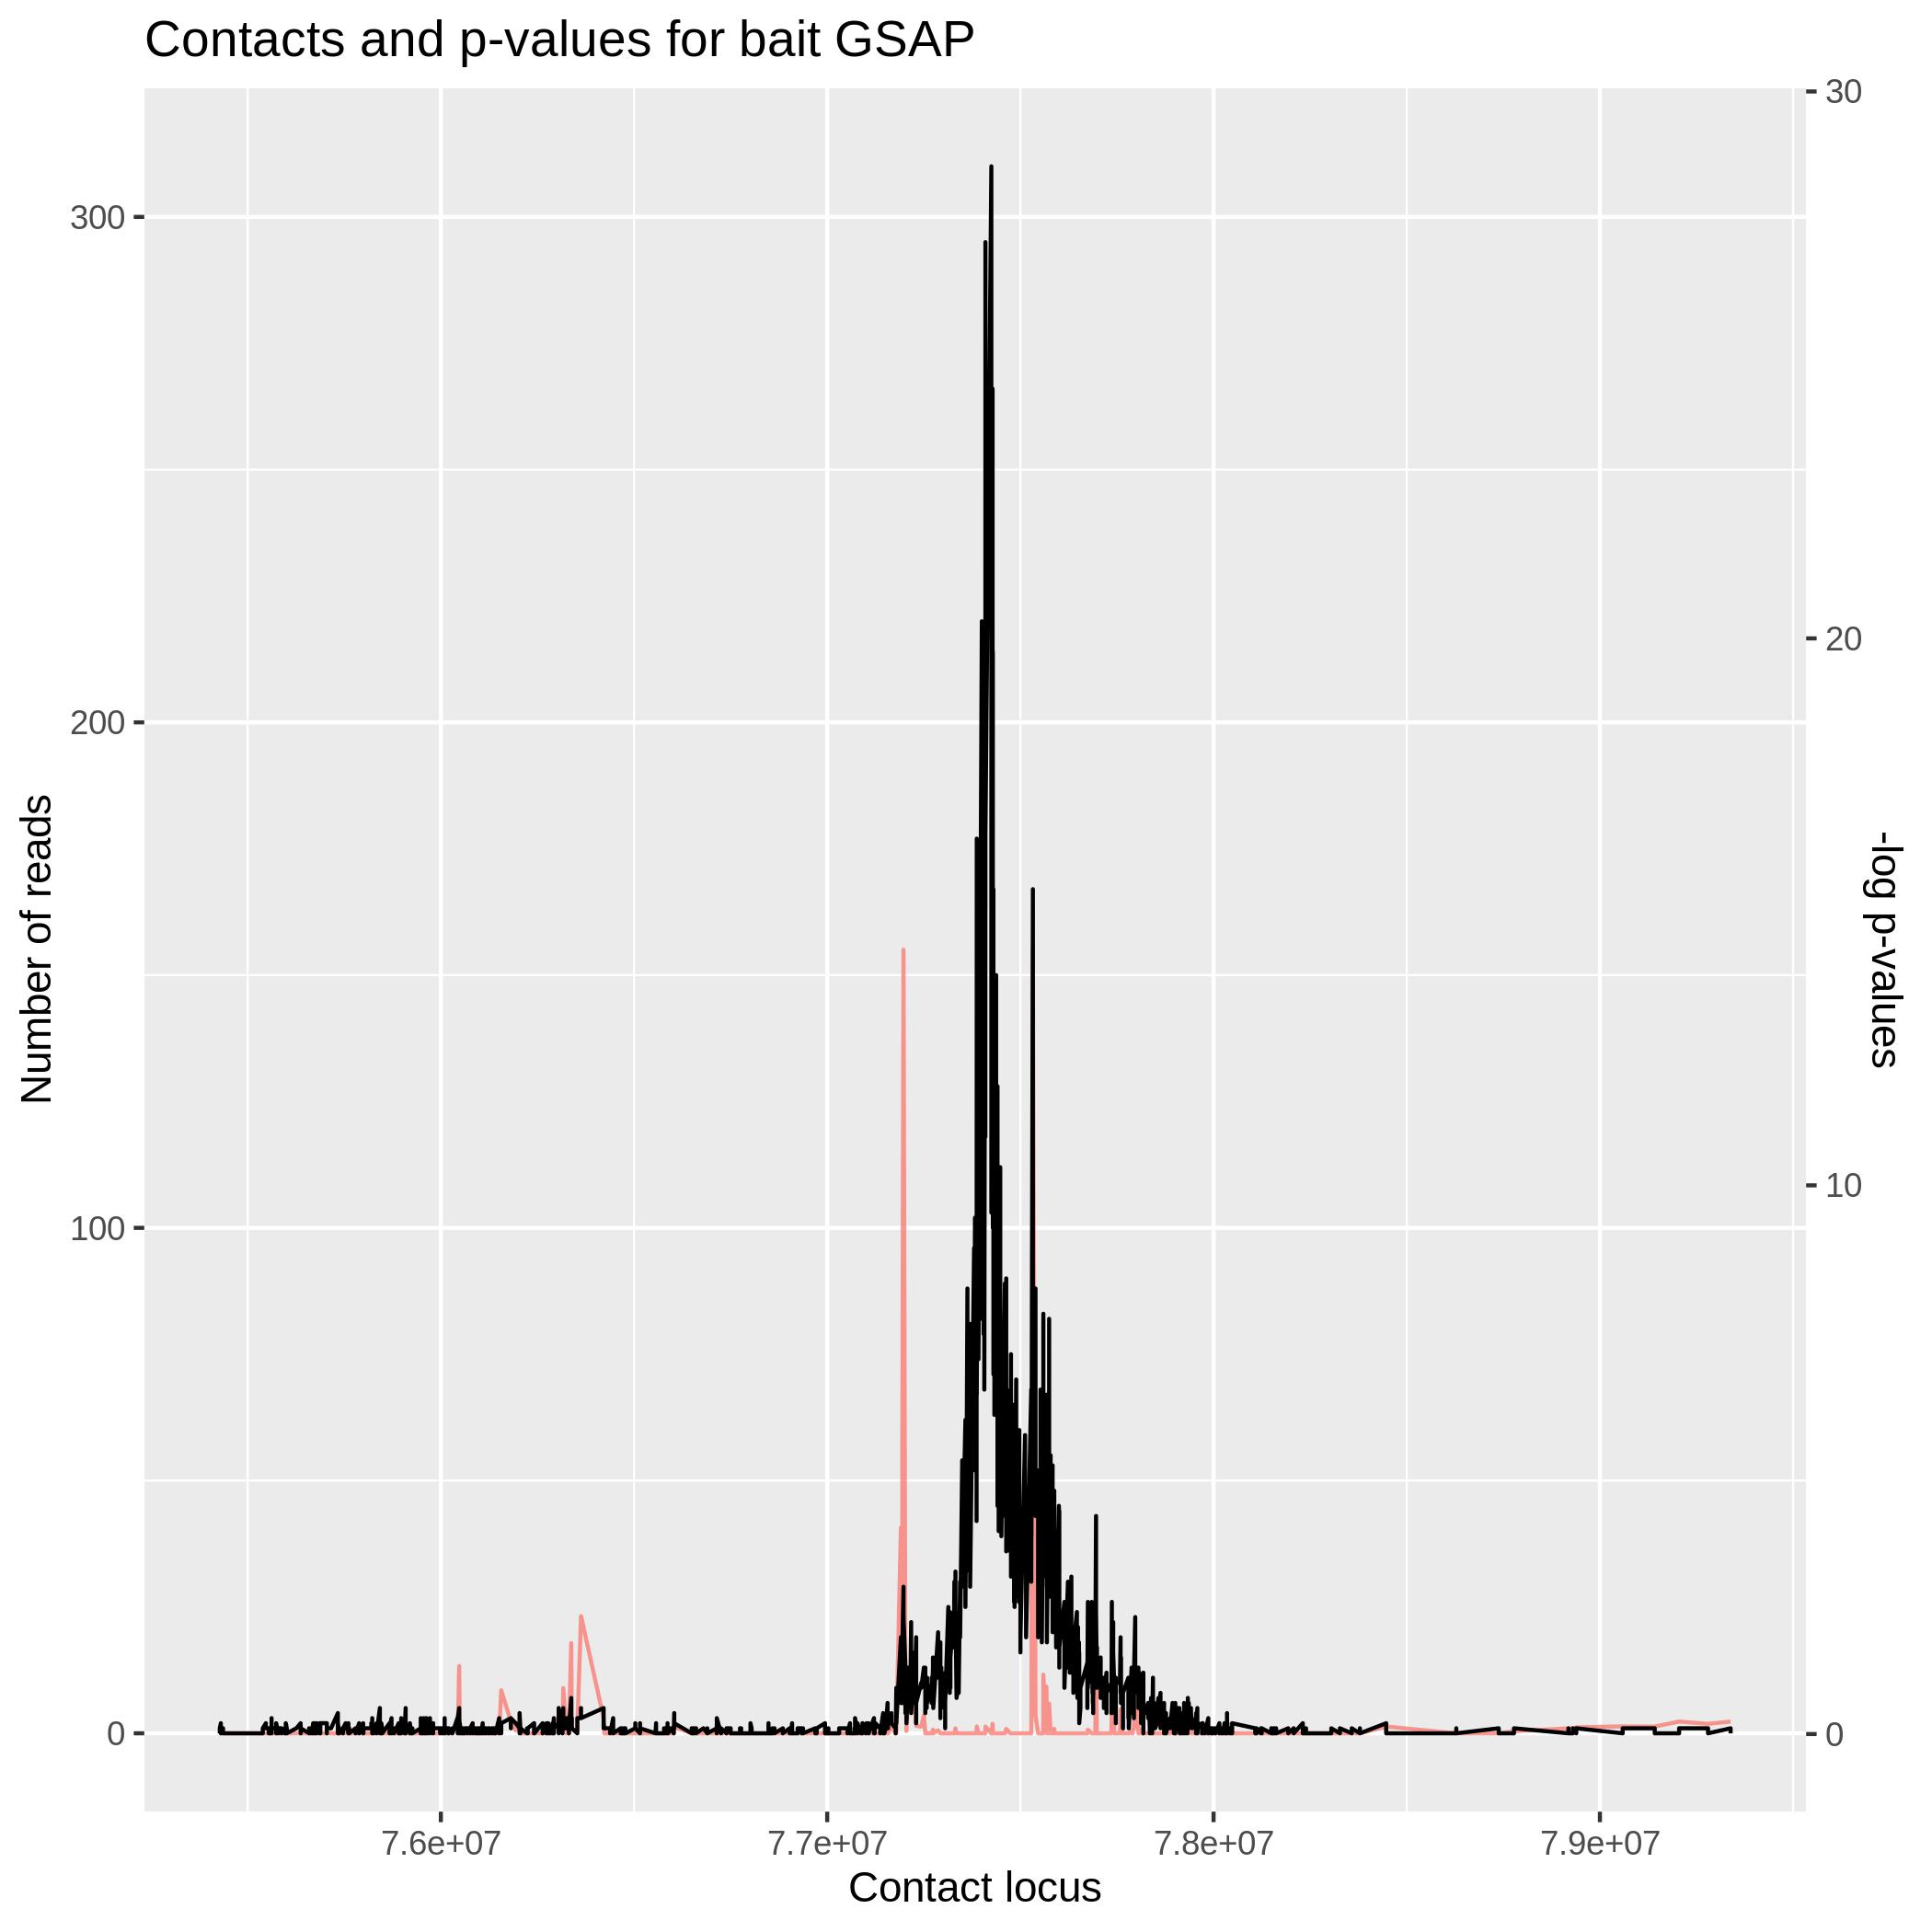 Contacts and p-values for bait GSAP
300
200
100
0
Number of reads
30
20
10
0
-log p-values
7.6e+07
7.7e+07
7.8e+07
7.9e+07
Contact locus